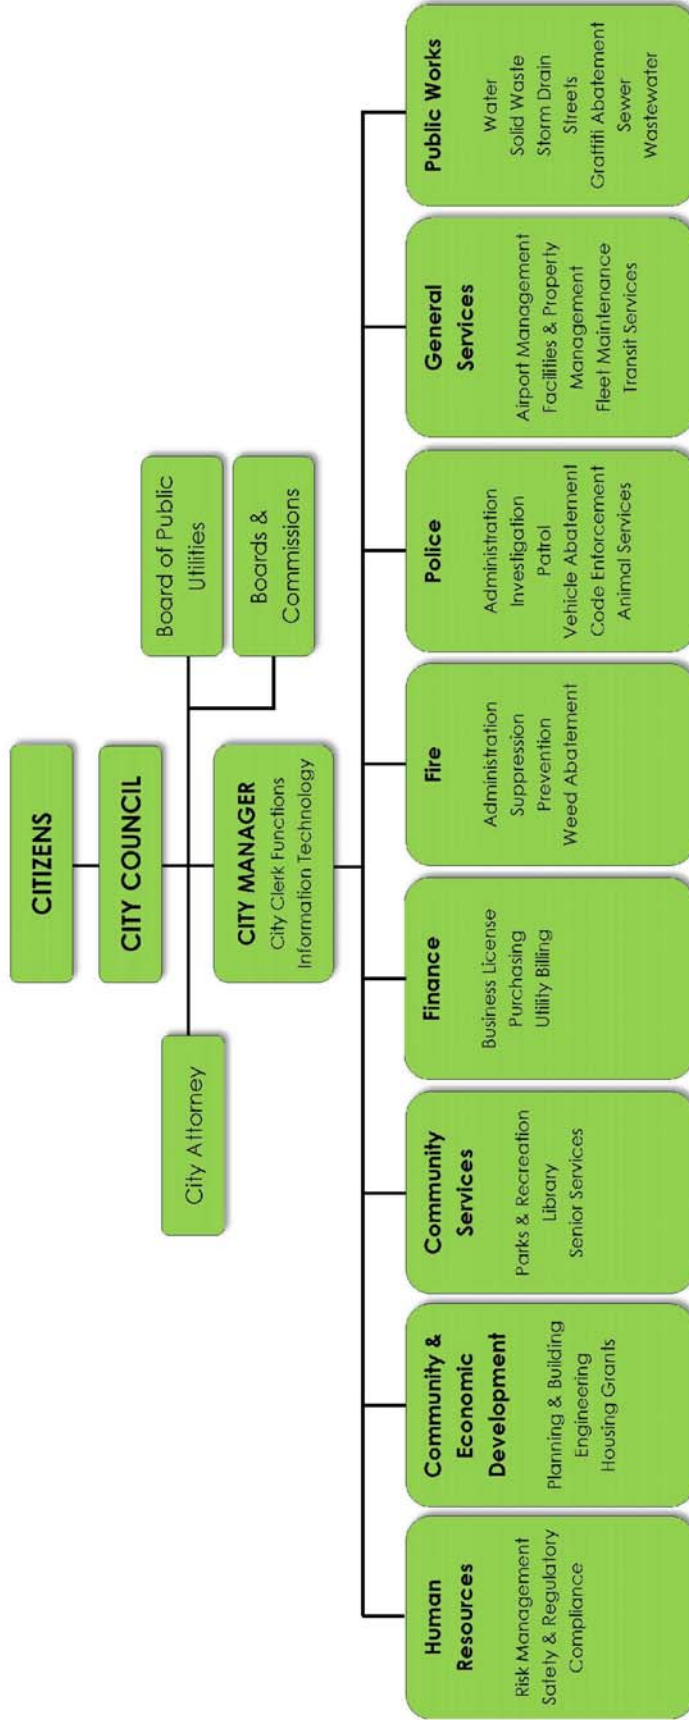 CITIZENS
CITY COUNCIL
City Attorney
Board of Public
Utilities
Boards &
Commissions
CITY MANAGER
City Clerk Functions
Information Technology
Human
Resources
Risk Management
Safety & Regulatory
Compliance
Community &
Economic
Development
Planning & Building
Engineering
Housing Grants
Community
Services
Parks & Recreation
Library
Senior Services
Finance
Business License
Purchasing
Utility Billing
Fire
Administration
Suppression
Prevention
Weed Abatement
Police
Administration
Investigation
Patrol
Vehicle Abatement
Code Enforcement
Animal Services
General
Services
Airport Management
Facilities & Property
Management
Fleet Maintenance
Transit Services
Public Works
Water
Solid Waste
Storm Drain
Streets
Graffiti Abatement
Sewer
Wastewater